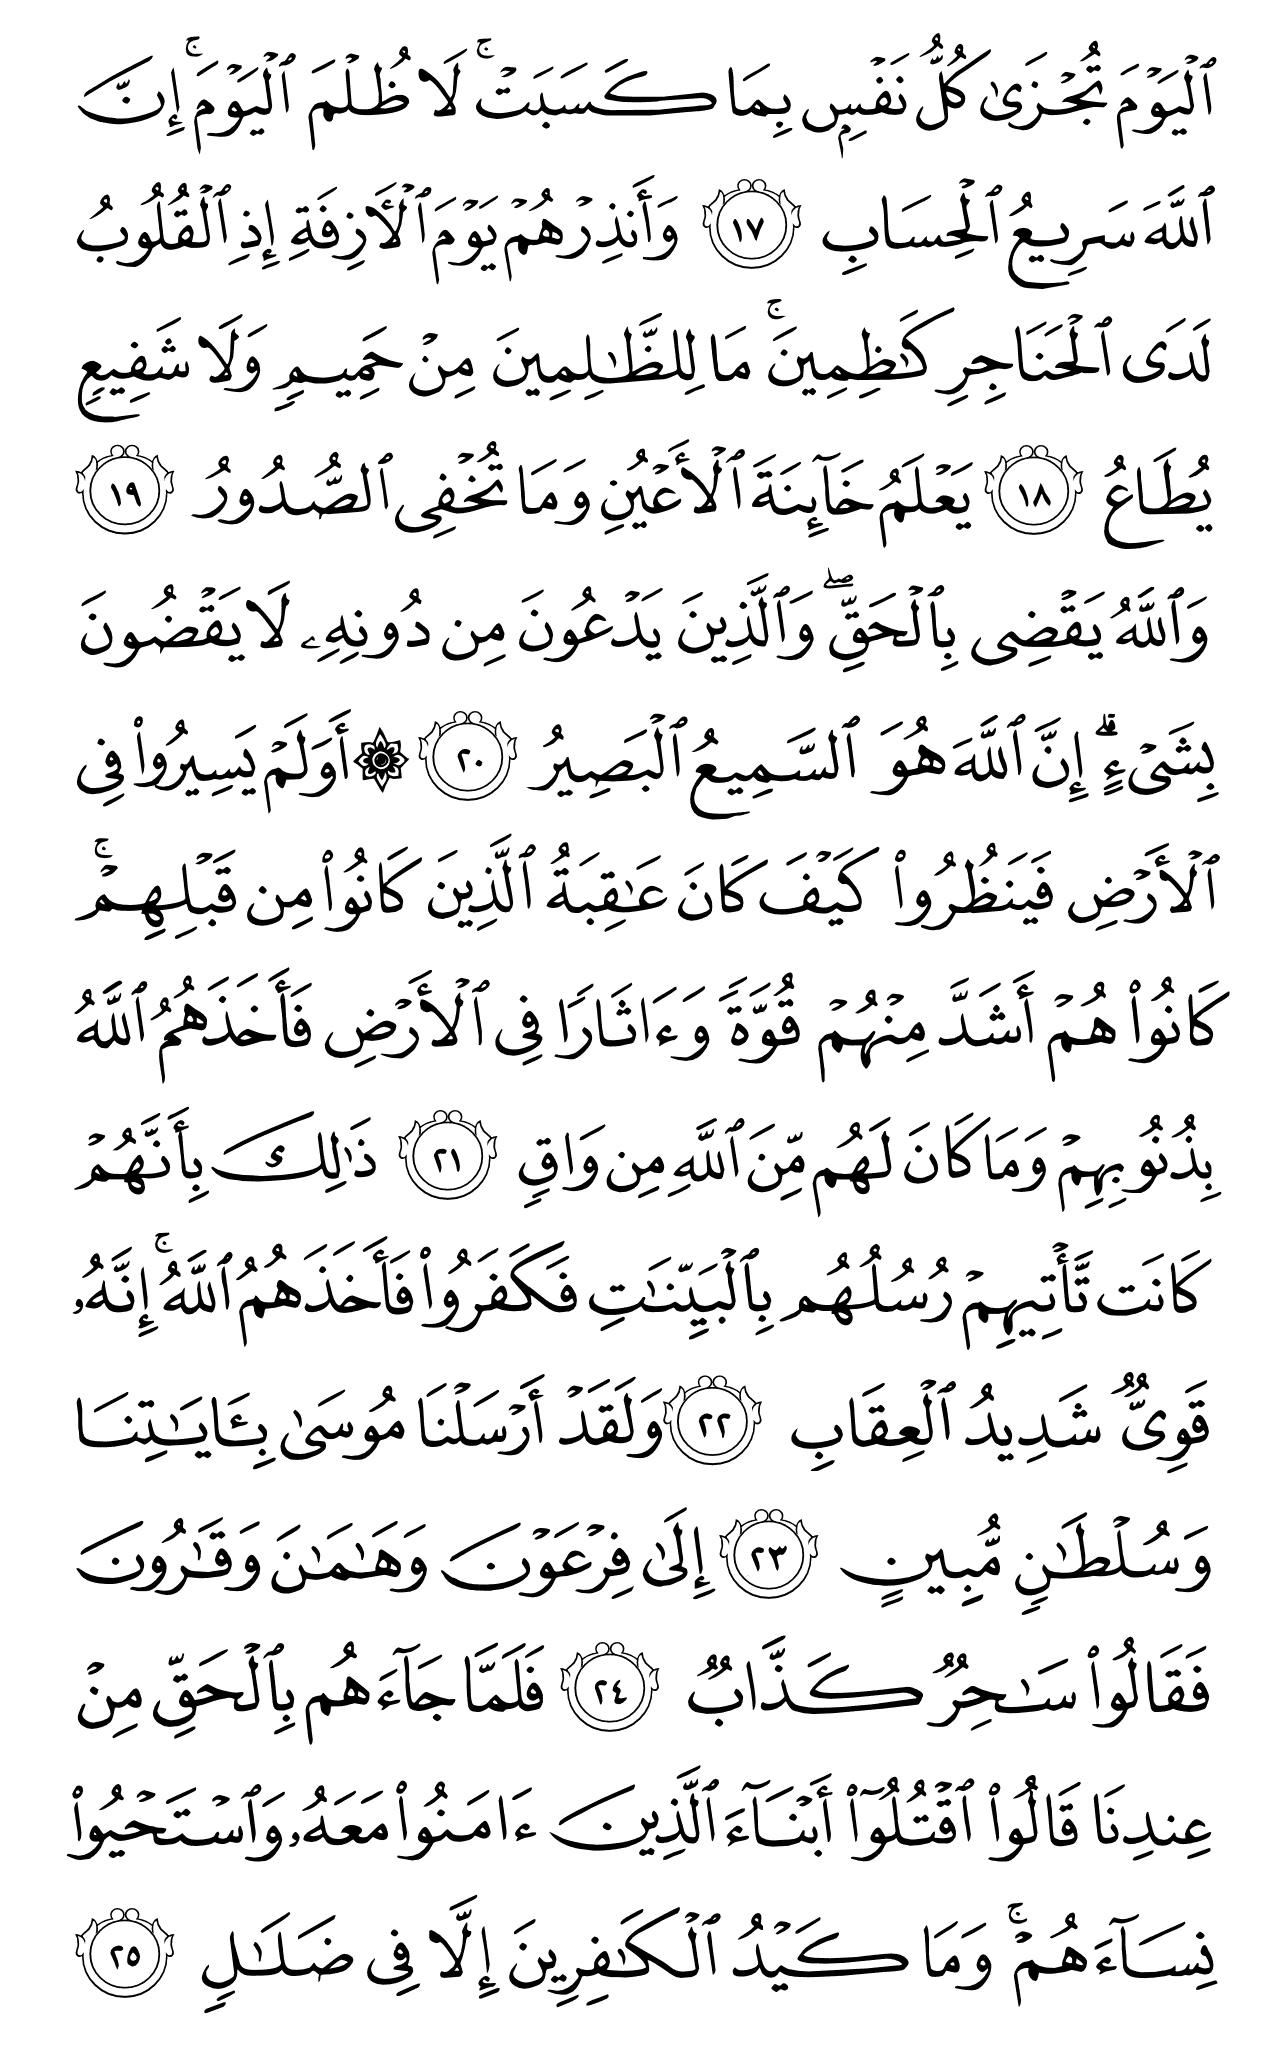 ٱلۡيَوۡمَ تُجۡزَىٰ كُلُّ نَفۡسِۭ بِمَا كَسَبَتۡۚ لَا ظُلۡمَ ٱلۡيَوۡمَۚ إِنَّ
ٱللَّهَ سَرِيعُ ٱلۡحِسَابِ ١٧ وَأَنذِرۡهُمۡ يَوۡمَ ٱلۡأٓزِفَةِ إِذِ ٱلۡقُلُوبُ
لَدَى ٱلۡحَنَاجِرِ كَٰظِمِينَۚ مَا لِلظَّٰلِمِينَ مِنۡ حَمِيمٖ وَلَا شَفِيعٖ
يُطَاعُ ١٨ يَعۡلَمُ خَآئِنَةَ ٱلۡأَعۡيُنِ وَمَا تُخۡفِي ٱلصُّدُورُ ١٩
وَٱللَّهُ يَقۡضِي بِٱلۡحَقِّۖ وَٱلَّذِينَ يَدۡعُونَ مِن دُونِهِۦ لَا يَقۡضُونَ
بِشَيۡءٍۗ إِنَّ ٱللَّهَ هُوَ ٱلسَّمِيعُ ٱلۡبَصِيرُ ٢٠ ۞ أَوَلَمۡ يَسِيرُواْ فِي
ٱلۡأَرۡضِ فَيَنظُرُواْ كَيۡفَ كَانَ عَٰقِبَةُ ٱلَّذِينَ كَانُواْ مِن قَبۡلِهِمۡۚ
كَانُواْ هُمۡ أَشَدَّ مِنۡهُمۡ قُوَّةٗ وَءَاثَارٗا فِي ٱلۡأَرۡضِ فَأَخَذَهُمُ ٱللَّهُ
بِذُنُوبِهِمۡ وَمَا كَانَ لَهُم مِّنَ ٱللَّهِ مِن وَاقٖ ٢١ ذَٰلِكَ بِأَنَّهُمۡ
كَانَت تَّأۡتِيهِمۡ رُسُلُهُم بِٱلۡبَيِّنَٰتِ فَكَفَرُواْ فَأَخَذَهُمُ ٱللَّهُۚ إِنَّهُۥ
قَوِيّٞ شَدِيدُ ٱلۡعِقَابِ ٢٢ وَلَقَدۡ أَرۡسَلۡنَا مُوسَىٰ بِـَٔايَٰتِنَا
وَسُلۡطَٰنٖ مُّبِينٍ ٢٣ إِلَىٰ فِرۡعَوۡنَ وَهَٰمَٰنَ وَقَٰرُونَ
فَقَالُواْ سَٰحِرٞ كَذَّابٞ ٢٤ فَلَمَّا جَآءَهُم بِٱلۡحَقِّ مِنۡ
عِندِنَا قَالُواْ ٱقۡتُلُوٓاْ أَبۡنَآءَ ٱلَّذِينَ ءَامَنُواْ مَعَهُۥ وَٱسۡتَحۡيُواْ
نِسَآءَهُمۡۚ وَمَا كَيۡدُ ٱلۡكَٰفِرِينَ إِلَّا فِي ضَلَٰلٖ ٢٥